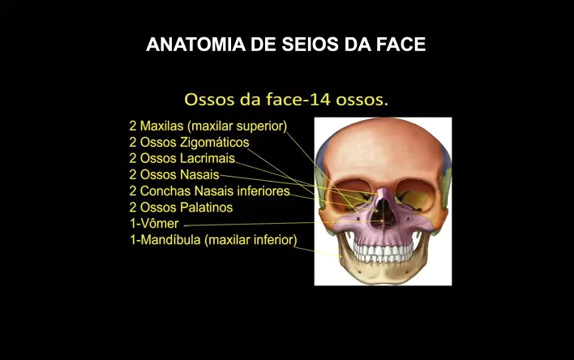 ANATOMIA DE SEIOS DA FACE
Ossos da face-14 ossos.
2 Maxilas (maxilar superior)
2 Ossos Zigomáticos
2 Ossos Lacrimais
2 Ossos Nasais
2 Conchas Nasais inferiores
2 Ossos Palatinos
1-Vômer
1-Mandíbula (maxilar inferior)